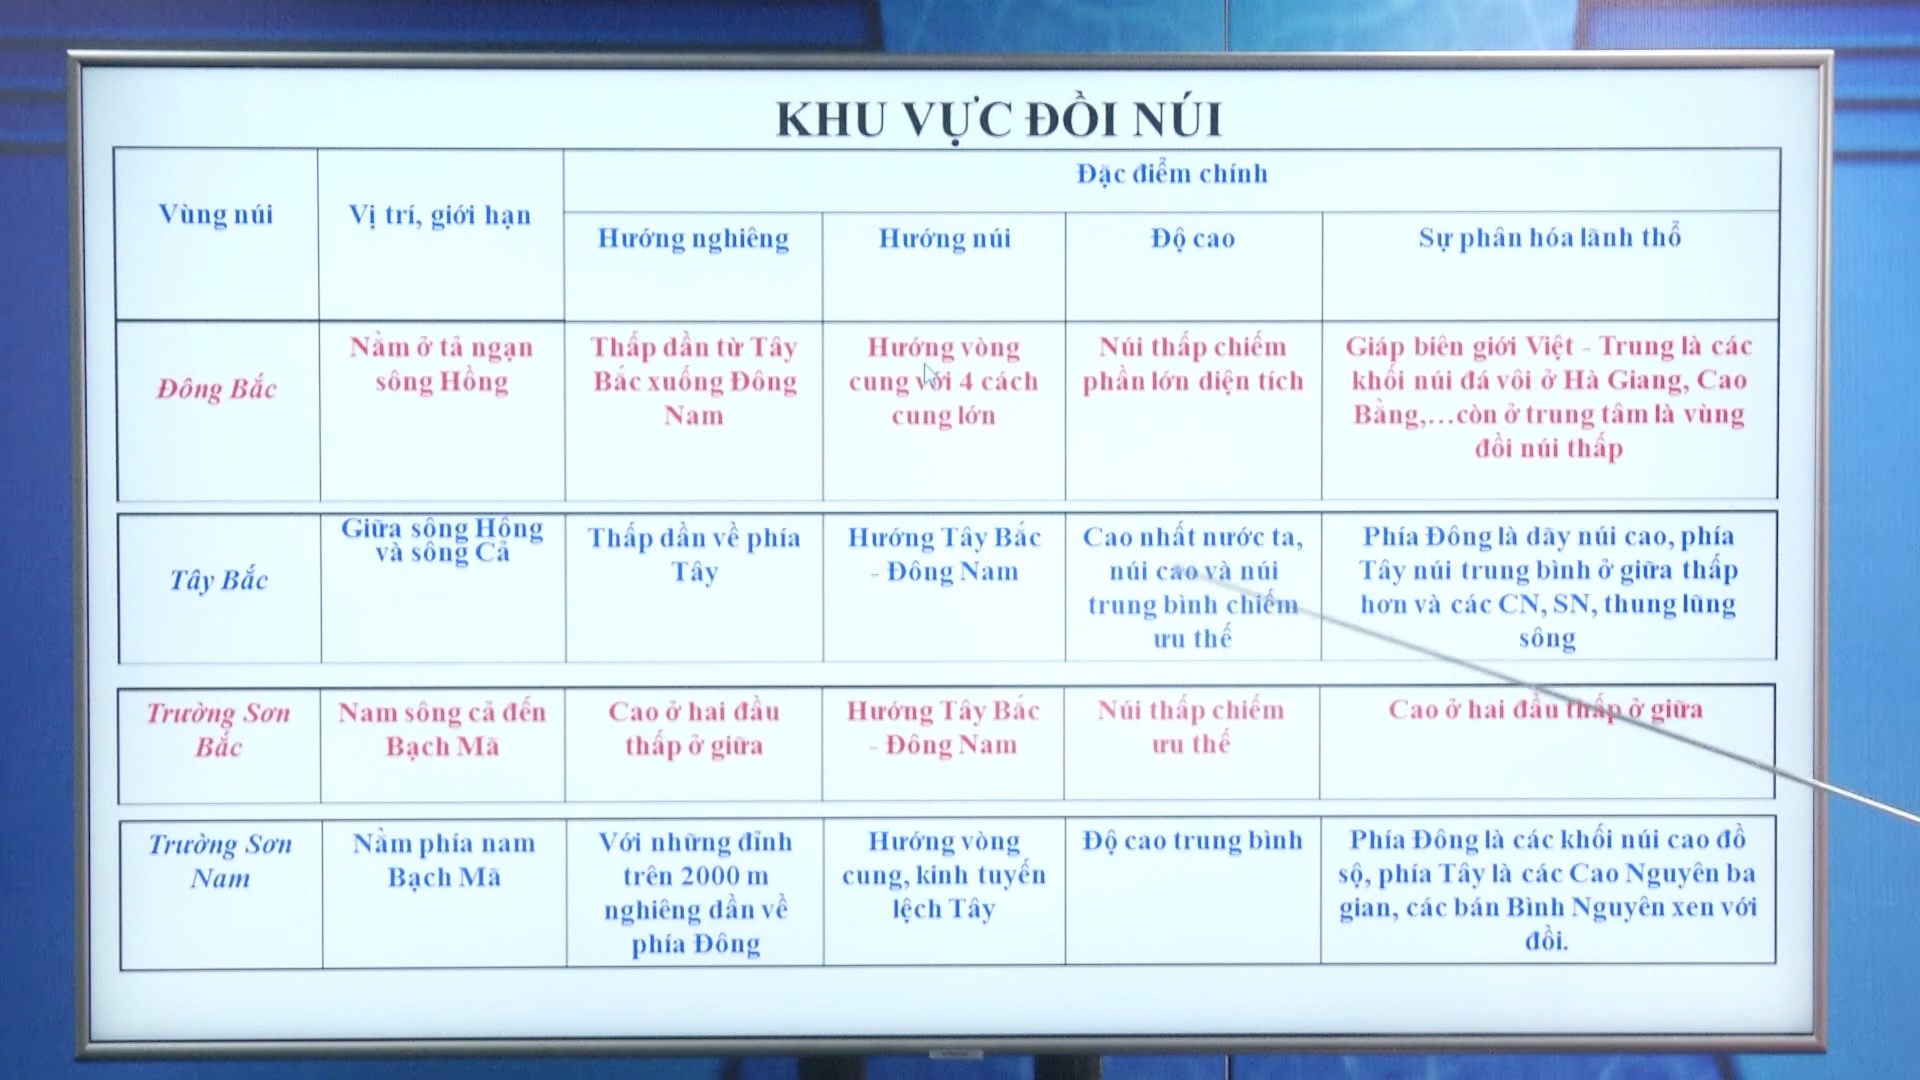 KHU VỰC ĐỒI NÚI
Vùng núi
Vị trí, giới hạn
Đặc điểm chính
Hướng nghiêng
Hướng núi
Độ cao
Sự phân hóa lãnh thổ
Đông Bắc
Nằm ở tả ngạn
sông Hồng
Thấp dần từ Tây
Bắc xuống Đông
Nam
Hướng vòng
cung với 4 cách
cung lớn
Núi thấp chiếm
phần lớn diện tích
Giáp biên giới Việt - Trung là các
khối núi đá vôi ở Hà Giang, Cao
Bằng,...còn ở trung tâm là vùng
đồi núi thấp
Tây Bắc
Giữa sông Hồng
và sông Cả
Thấp dần về phía
Tây
Hướng Tây Bắc
- Đông Nam
Cao nhất nước ta,
núi cao và núi
trung bình chiếm
ưu thế
Phía Đông là dãy núi cao, phía
Tây núi trung bình ở giữa thấp
hơn và các CN, SN, thung lũng
sông
Trường Sơn
Bắc
Nam sông cả đến
Bạch Mã
Cao ở hai đầu
thấp ở giữa
Hướng Tây Bắc
- Đông Nam
Núi thấp chiếm
ưu thế
Cao ở hai đầu thấp ở giữa
Trường Sơn
Nam
Nằm phía nam
Bạch Mã
Với những đỉnh
trên 2000 m
nghiêng dần về
phía Đông
Hướng vòng
cung, kinh tuyến
lệch Tây
Độ cao trung bình
Phía Đông là các khối núi cao đồ
sộ, phía Tây là các Cao Nguyên ba
gian, các bán Bình Nguyên xen với
đồi.